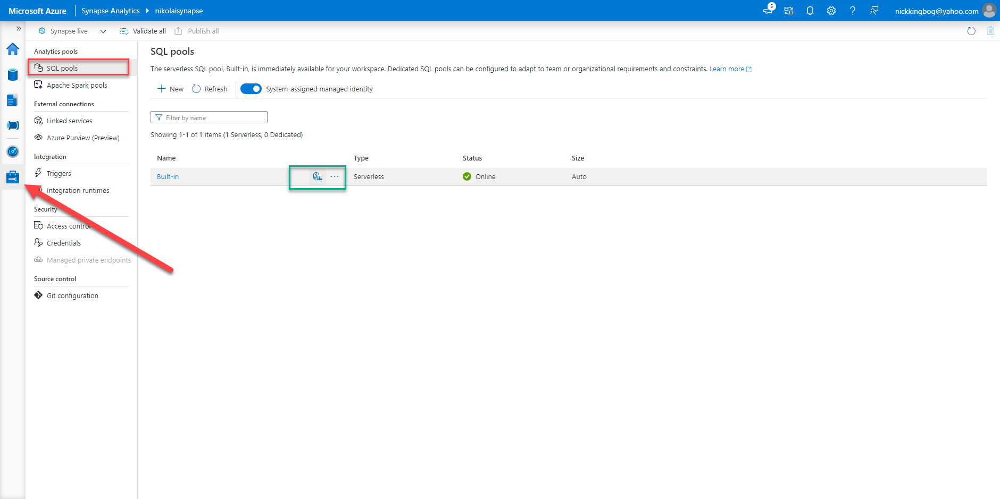 Microsoft Azure Synapse Analytics nikolaisynapse 5 nickkingbog@yahoo.com
Synapse live Validate all Publish all
Analytics pools
SQL pools
Apache Spark pools
External connections
Linked services
Azure Purview (Preview)
Integration
Triggers
Integration runtimes
Security
Access control
Credentials
Managed private endpoints
Source control
Git configuration
SQL pools
The serverless SQL pool, Built-in, is immediately available for your workspace. Dedicated SQL pools can be configured to adapt to team or organizational requirements and constraints. Learn more
New Refresh System-assigned managed identity
Filter by name
Showing 1-1 of 1 items (1 Serverless, 0 Dedicated)
Name Type Status Size
Built-in ··· Serverless Online Auto